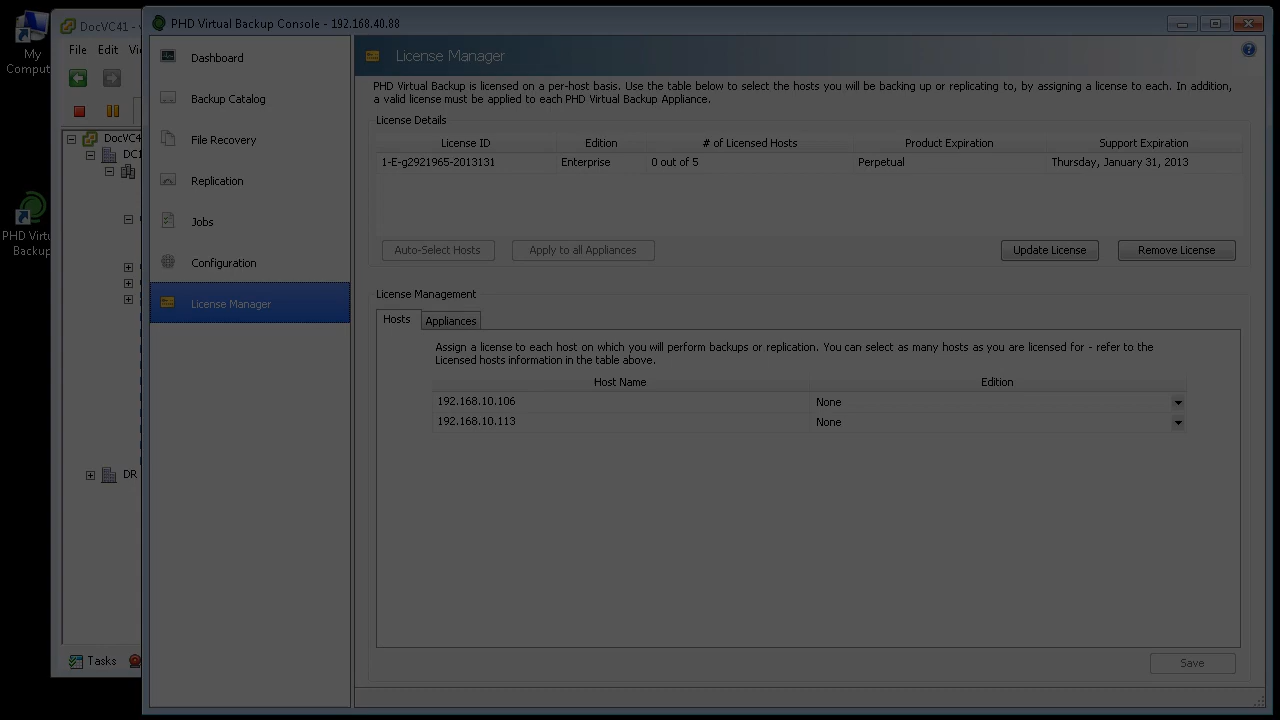 My
Comput
PHD Virtu
Backup
DocVC41 - v
File Edit Vi
DocVC4
DC1
DR
Tasks
PHD Virtual Backup Console - 192.168.40.88
Dashboard
Backup Catalog
File Recovery
Replication
Jobs
Configuration
License Manager
License Manager
PHD Virtual Backup is licensed on a per-host basis. Use the table below to select the hosts you will be backing up or replicating to, by assigning a license to each. In addition,
a valid license must be applied to each PHD Virtual Backup Appliance.
License Details
License ID Edition # of Licensed Hosts Product Expiration Support Expiration
1-E-g2921965-2013131 Enterprise 0 out of 5 Perpetual Thursday, January 31, 2013
Auto-Select Hosts Apply to all Appliances Update License Remove License
License Management
Hosts Appliances
Assign a license to each host on which you will perform backups or replication. You can select as many hosts as you are licensed for - refer to the
Licensed hosts information in the table above.
Host Name Edition
192.168.10.106 None
192.168.10.113 None
Save